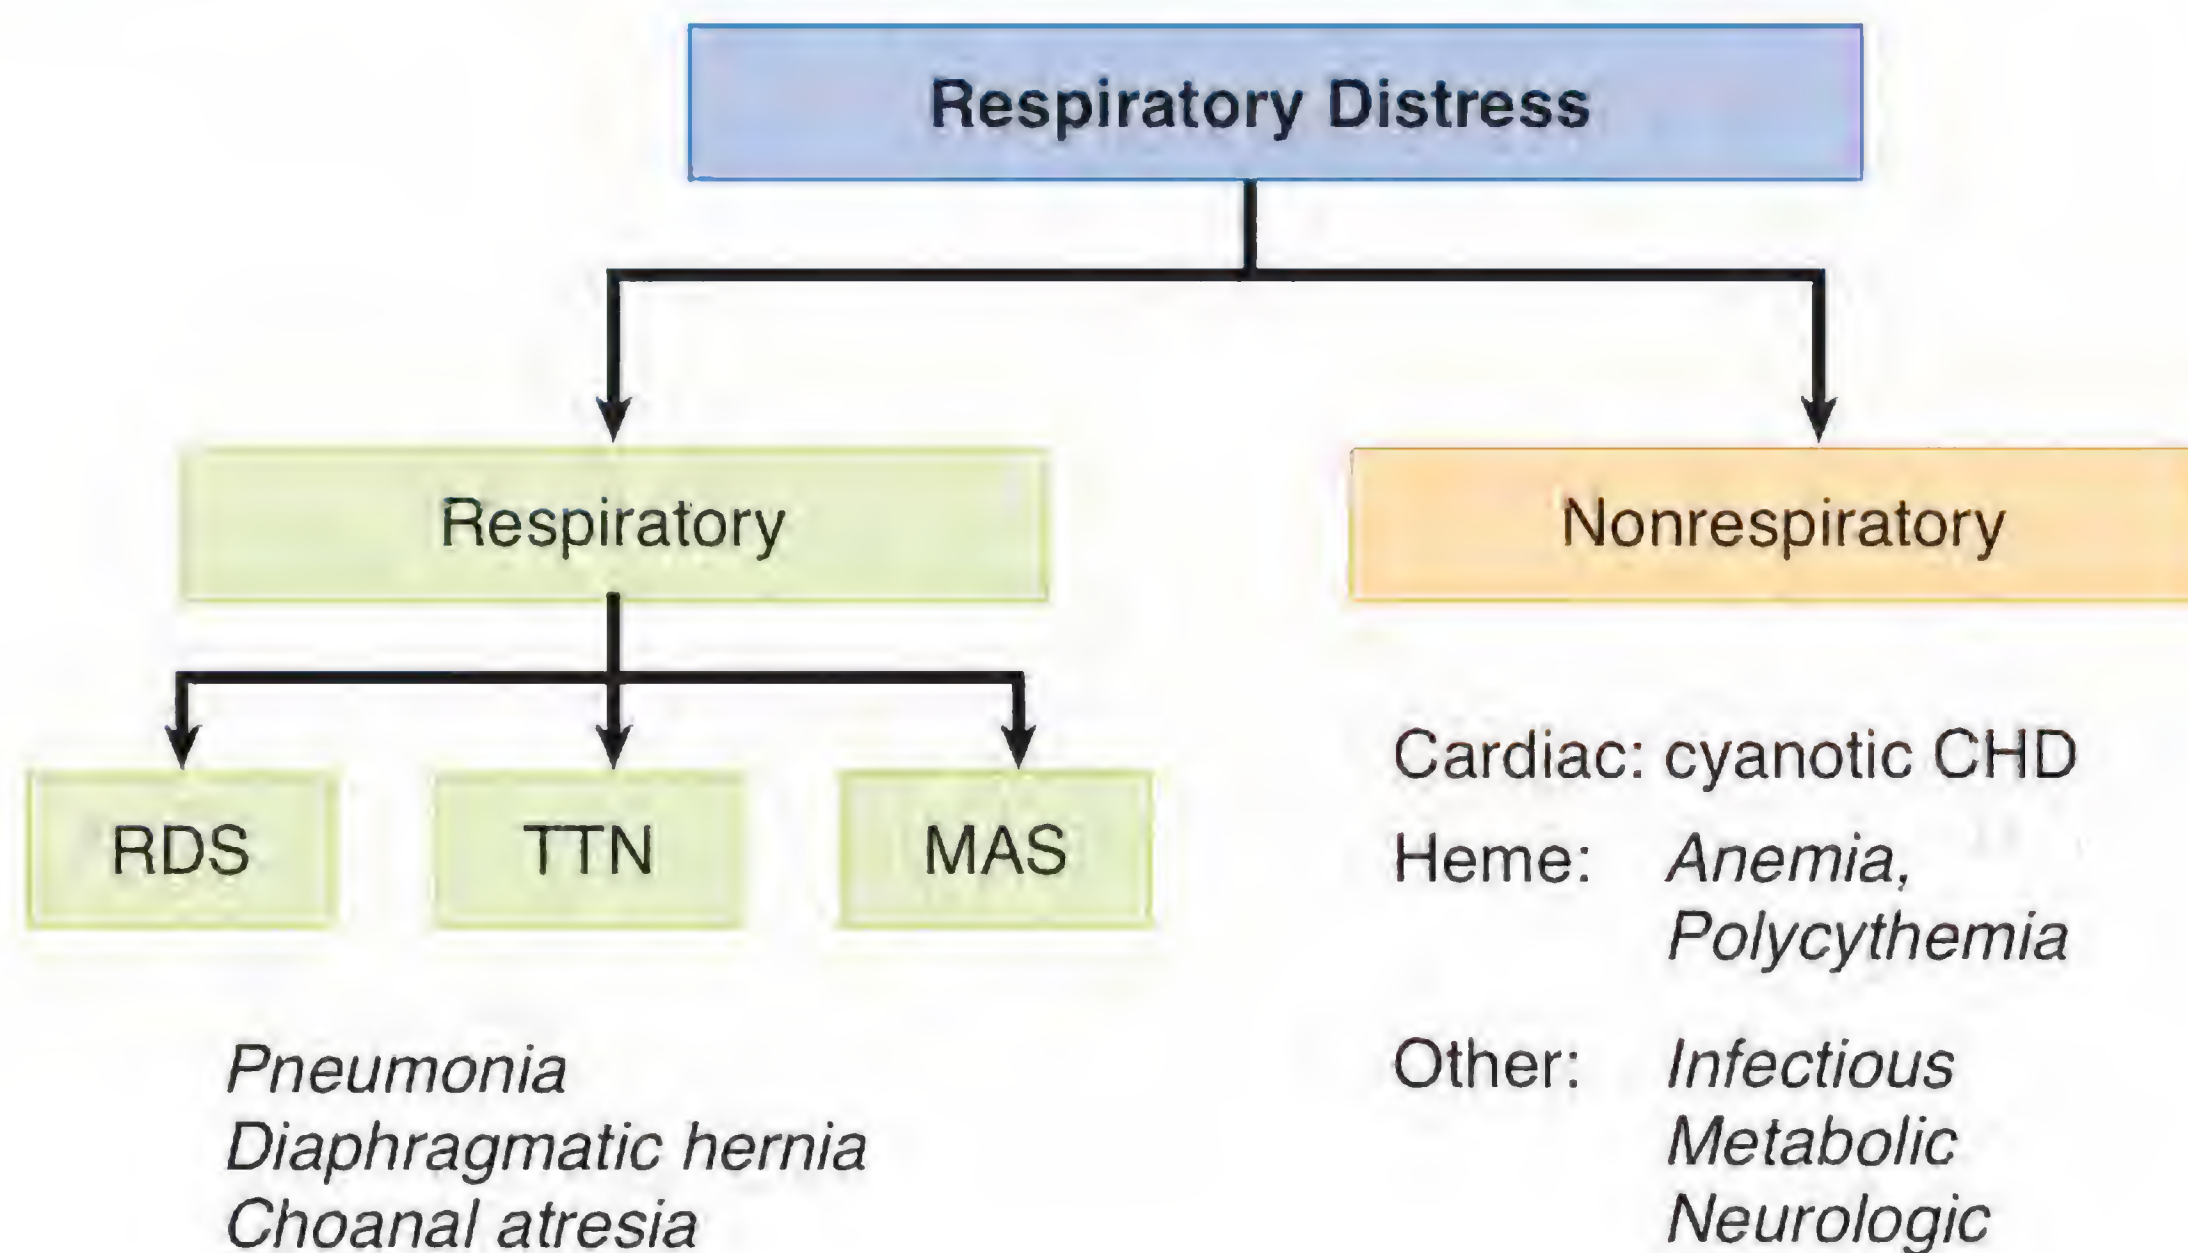 Respiratory Distress
Respiratory
Nonrespiratory
RDS
TTN
MAS
Pneumonia
Diaphragmatic hernia
Choanal atresia
Cardiac: cyanotic CHD
Heme: Anemia,
Polycythemia
Other: Infectious
Metabolic
Neurologic